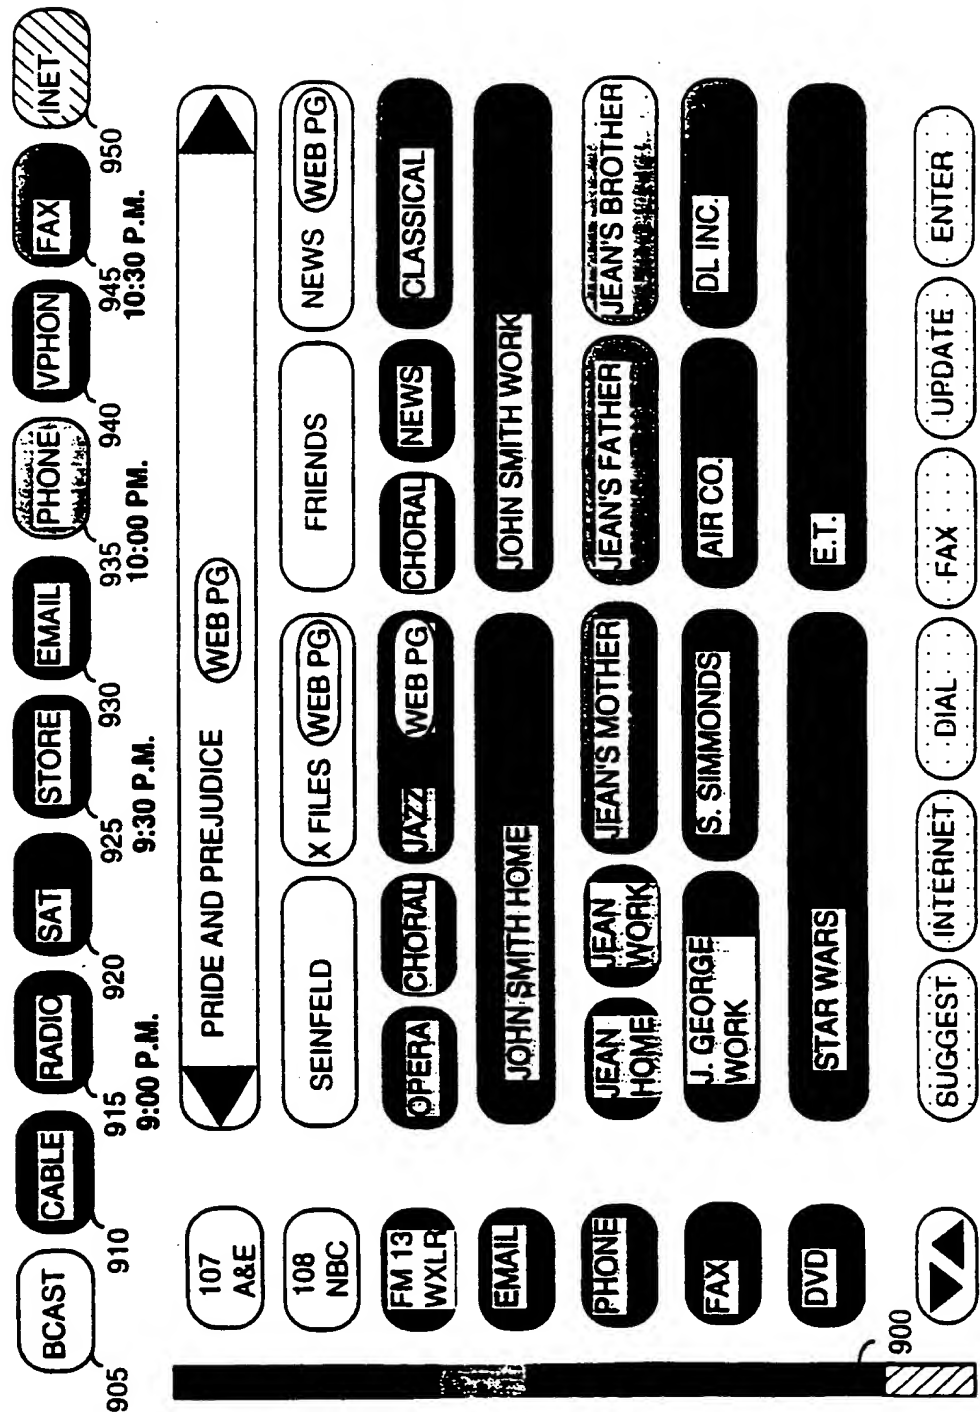 BCAST CABLE RADIO SAT STORE EMAIL PHONE VPHON FAX INET
905 910 915 920 925 930 935 940 945 950
9:00 P.M. 9:30 P.M. 10:00 PM. 10:30 P.M.
107 A&E PRIDE AND PREJUDICE WEB PG
108 NBC SEINFELD X FILES WEB PG FRIENDS NEWS WEB PG
FM 13 WXLR OPERA CHORAL JAZZ WEB PG CHORAL NEWS CLASSICAL
EMAIL JOHN SMITH HOME JOHN SMITH WORK
PHONE JEAN HOME JEAN WORK JEAN'S MOTHER JEAN'S FATHER JEAN'S BROTHER
FAX J. GEORGE WORK S. SIMMONDS AIR CO. DL INC.
DVD STAR WARS E.T.
900
SUGGEST INTERNET DIAL FAX UPDATE ENTER